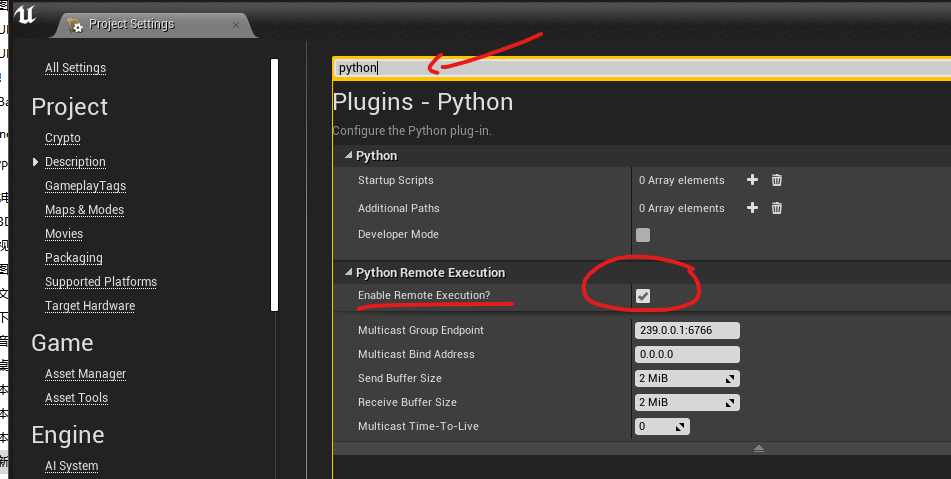 Project Settings
python
All Settings
Project
Crypto
Description
GameplayTags
Maps & Modes
Movies
Packaging
Supported Platforms
Target Hardware
Game
Asset Manager
Asset Tools
Engine
AI System
Plugins - Python
Configure the Python plug-in.
Python
Startup Scripts 0 Array elements
Additional Paths 0 Array elements
Developer Mode
Python Remote Execution
Enable Remote Execution?
Multicast Group Endpoint 239.0.0.1:6766
Multicast Bind Address 0.0.0.0
Send Buffer Size 2 MiB
Receive Buffer Size 2 MiB
Multicast Time-To-Live 0